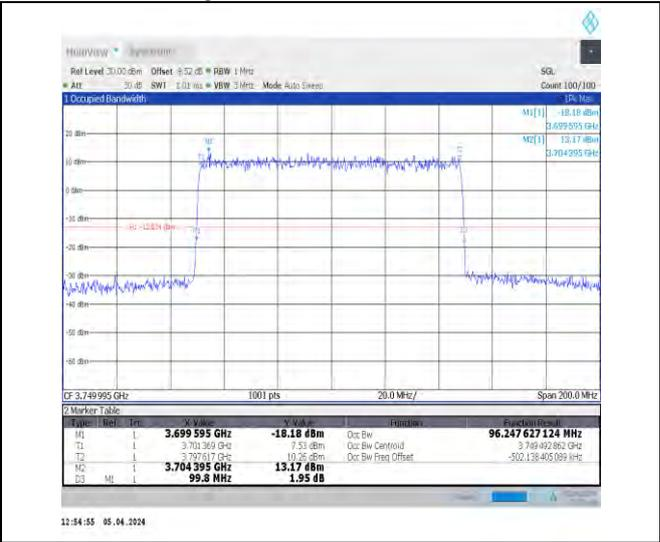 MultiView Spectrum
Ref Level 30.00 dBm Offset 9.52 dB RBW 1 MHz SGL
Att 30 dB SWT 1.01 ms VBW 3 MHz Mode Auto Sweep Count 100/100
1 Occupied Bandwidth 1Pk Max
M1[1] -18.18 dBm
3.699595 GHz
M2[1] 13.17 dBm
3.704395 GHz
20 dBm
M2
10 dBm
0 dBm
-10 dBm
H1 -12.834 dBm
M1
D3
-20 dBm
-30 dBm
-40 dBm
-50 dBm
-60 dBm
CF 3.749995 GHz 1001 pts 20.0 MHz/ Span 200.0 MHz
2 Marker Table
Type Ref Trc X-Value Y-Value Function Function Result
M1 1 3.699 595 GHz -18.18 dBm Occ Bw 96.247 627 124 MHz
T1 1 3.701 369 GHz 7.53 dBm Occ Bw Centroid 3.749 492 862 GHz
T2 1 3.797 617 GHz 10.26 dBm Occ Bw Freq Offset -502.138 405 089 kHz
M2 1 3.704 395 GHz 13.17 dBm
D3 M1 1 99.8 MHz 1.95 dB
12:54:55 05.04.2024